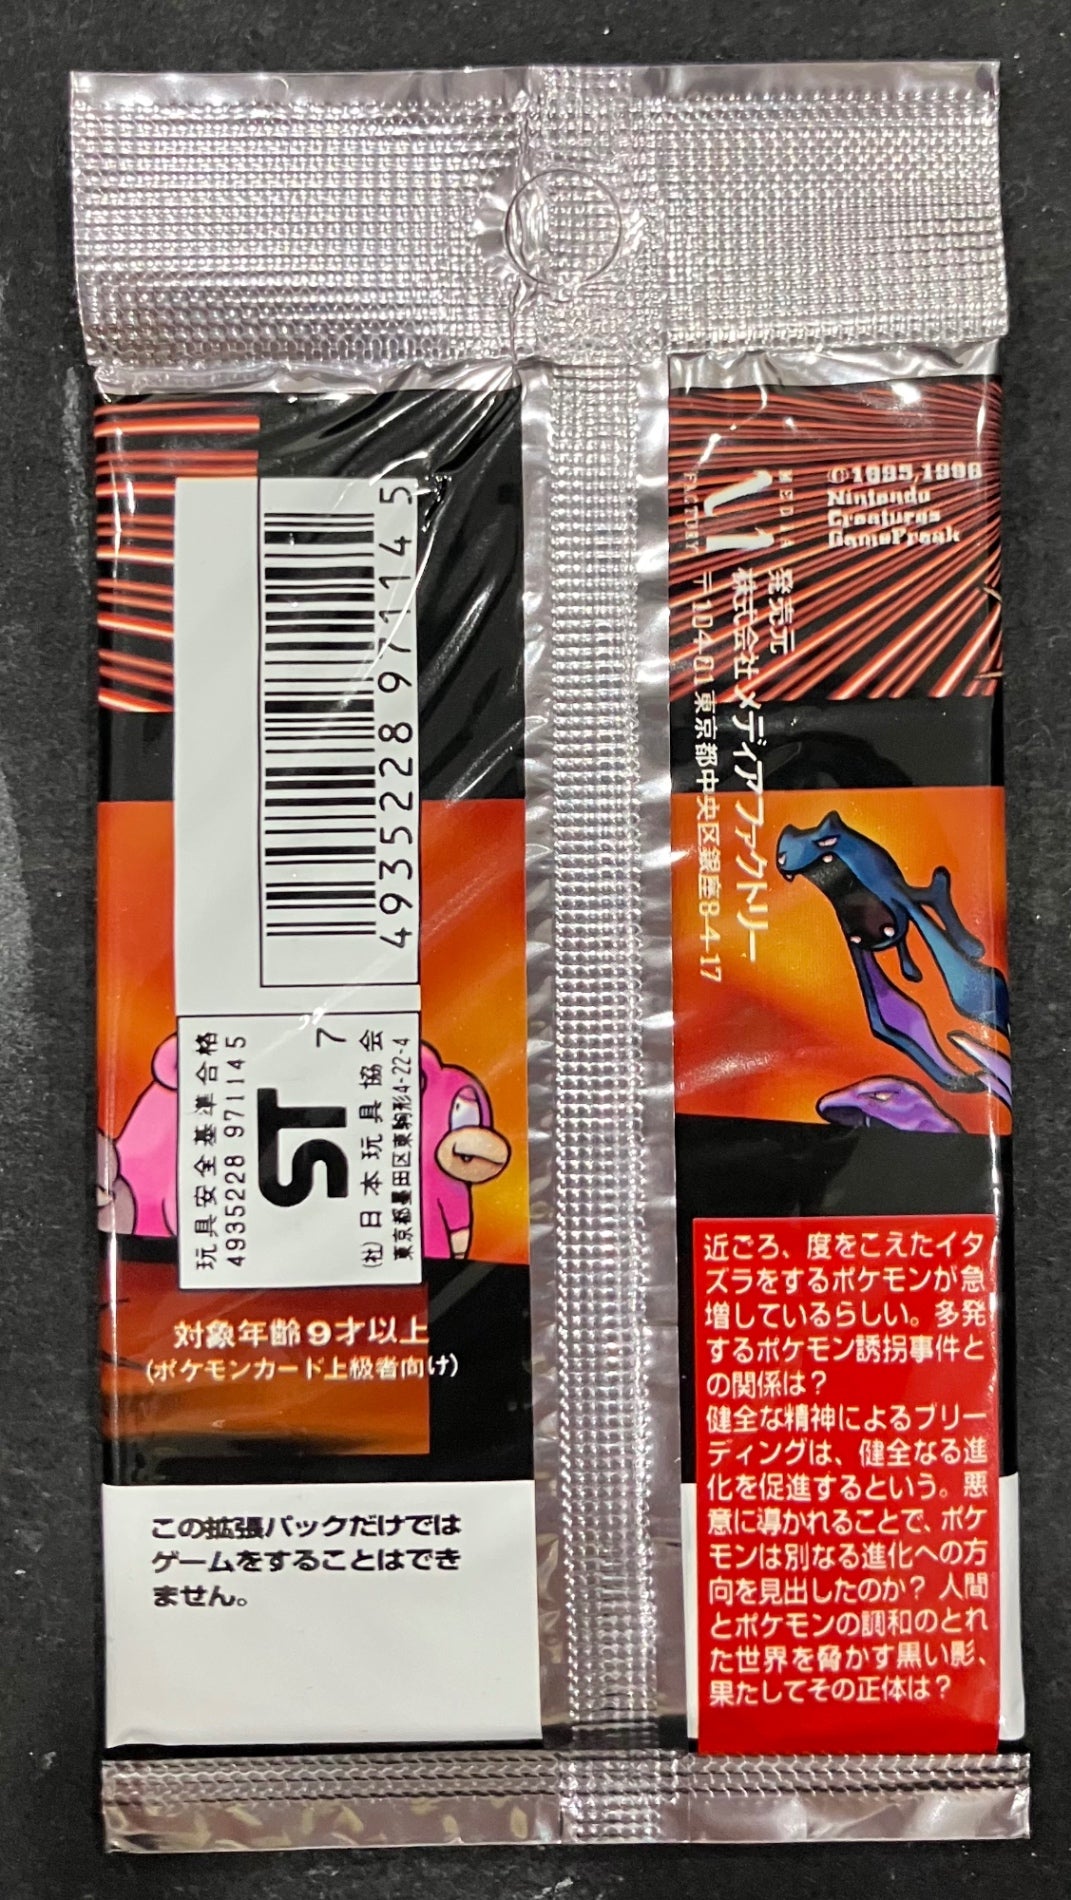 4935228971145
玩具安全基準合格
4935228 971145
ST
7
(社)日本玩具協会
東京都墨田区東駒形4-22-4
対象年齢9才以上
(ポケモンカード上級者向け)
この拡張パックだけでは
ゲームをすることはでき
ません。
MEDIA
FACTORY
©1995,1996
Nintendo
Creatures
GameFreak
発売元
株式会社メディアファクトリー
〒104-01東京都中央区銀座8-4-17
近ごろ、度をこえたイタ
ズラをするポケモンが急
増しているらしい。多発
するポケモン誘拐事件と
の関係は?
健全な精神によるブリー
ディングは、健全なる進
化を促進するという。悪
意に導かれることで、ポケ
モンは別なる進化への方
向を見出したのか? 人間
とポケモンの調和のとれ
た世界を脅かす黒い影、
果たしてその正体は?